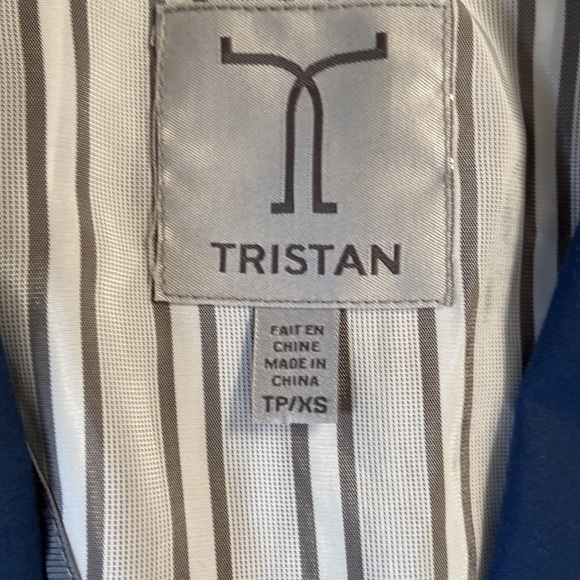 TRISTAN
FAIT EN
CHINE
MADE IN
CHINA
TP/XS